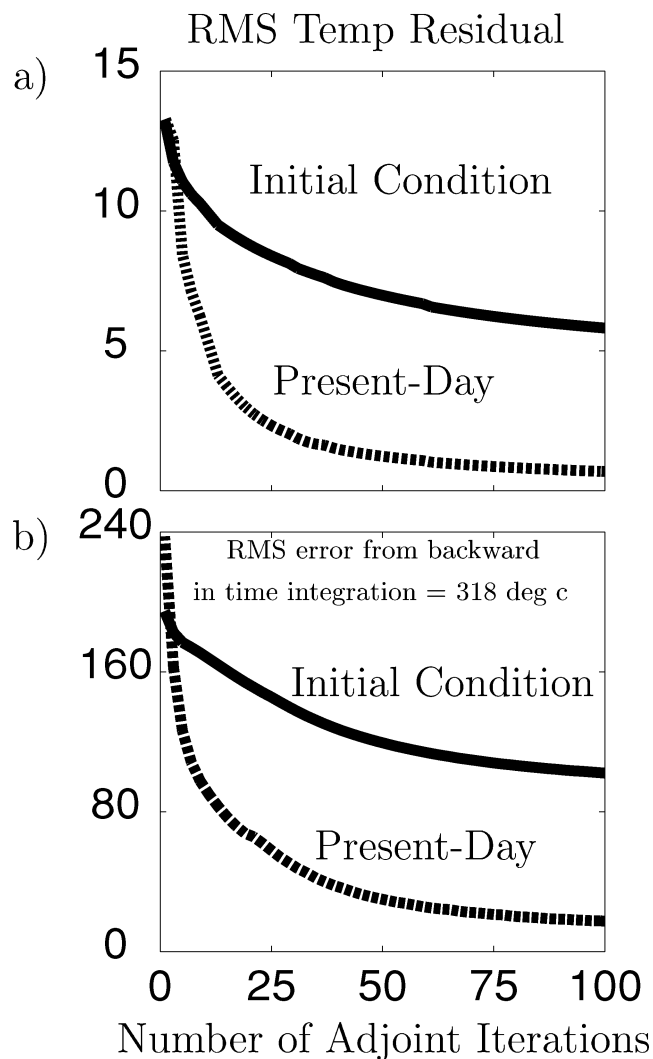 RMS Temp Residual
a)
15
10
5
0
Initial Condition
Present-Day
b)
240
160
80
0
RMS error from backward
in time integration = 318 deg c
Initial Condition
Present-Day
0 25 50 75 100
Number of Adjoint Iterations